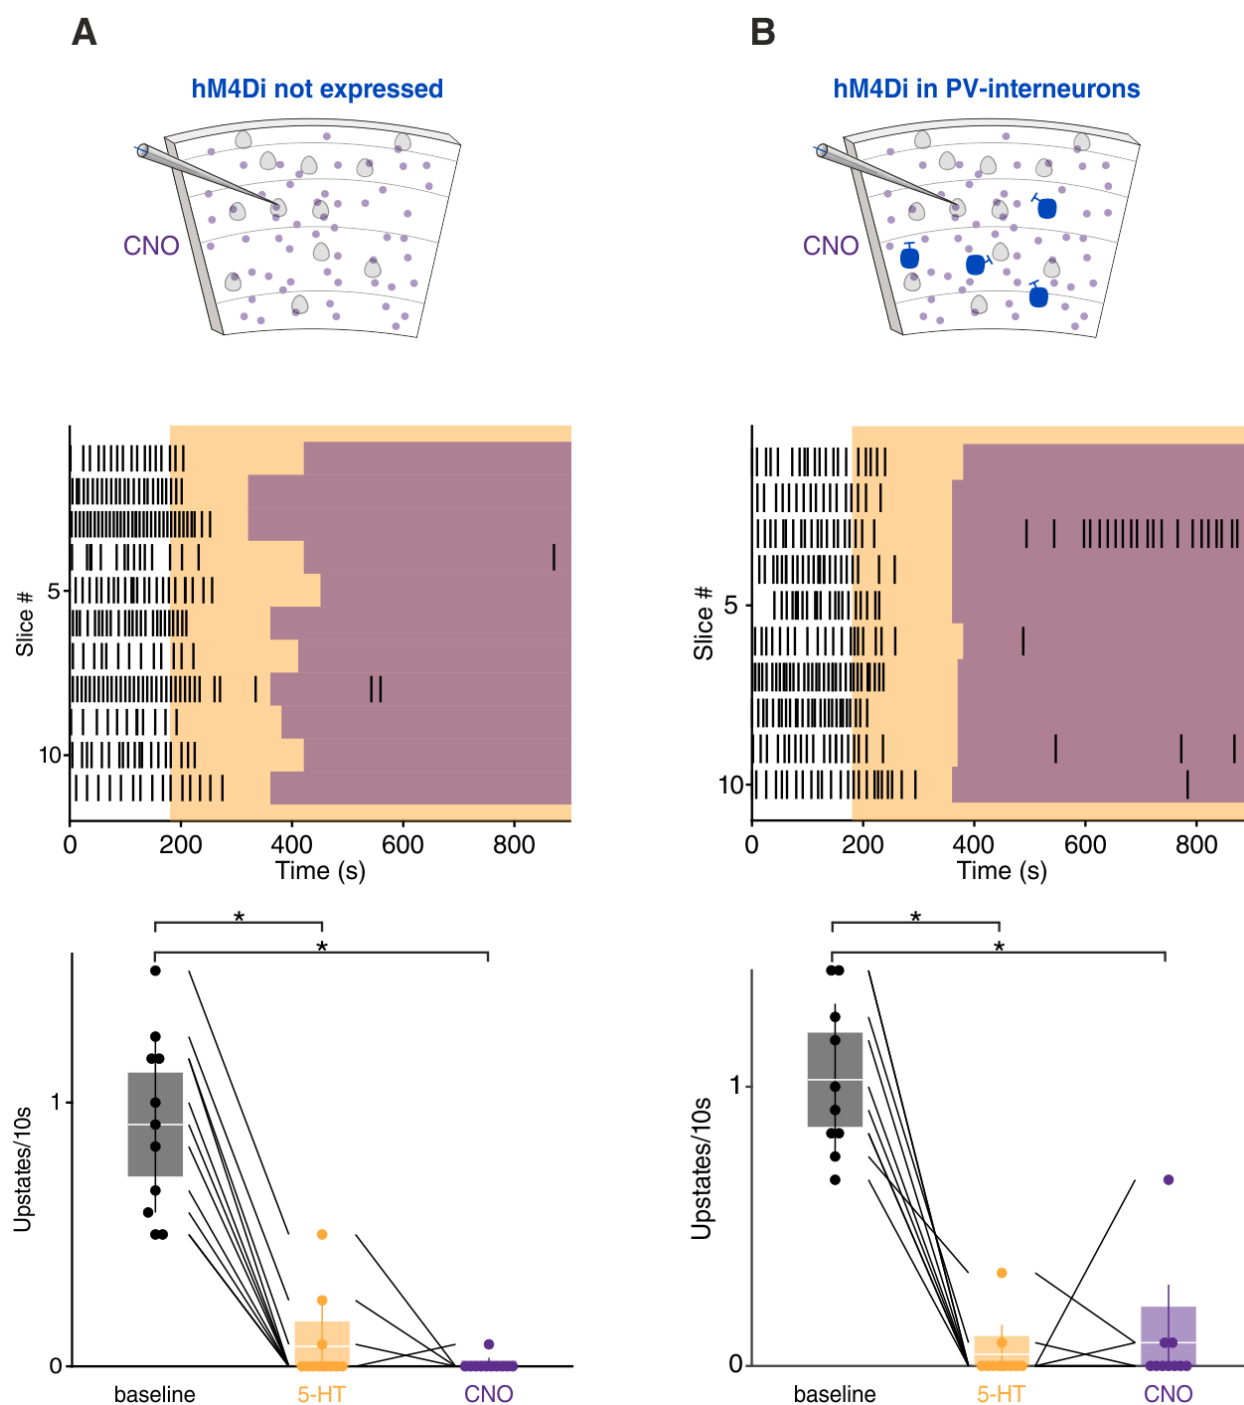 A
B
hM4Di not expressed
hM4Di in PV-interneurons
CNO
CNO
Slice #
5
10
0 200 400 600 800
Time (s)
Slice #
5
10
0 200 400 600 800
Time (s)
*
*
Upstates/10s
1
0
baseline 5-HT CNO
*
*
Upstates/10s
1
0
baseline 5-HT CNO